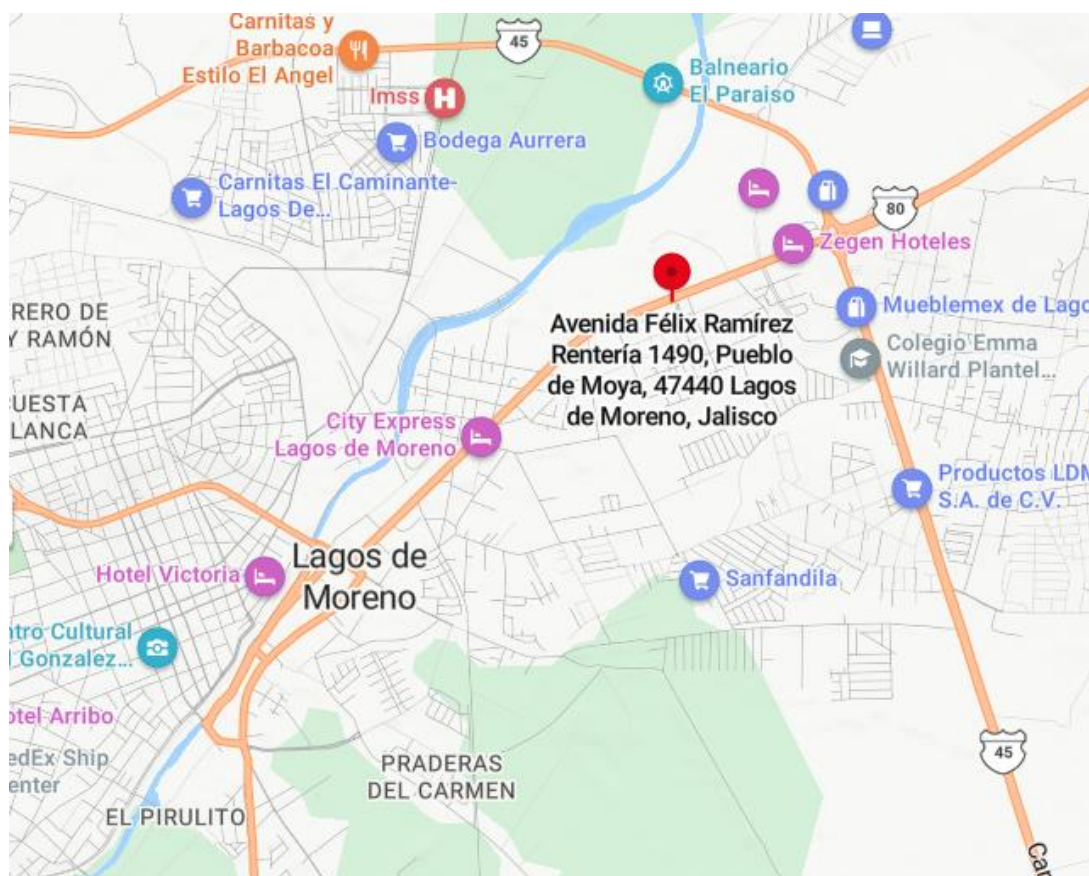 Carnitas y
Barbacoa
Estilo El Angel
45
Balneario
El Paraiso
Imss
Bodega Aurrera
Carnitas El Caminante-
Lagos De...
80
Zegen Hoteles
RERO DE
Y RAMÓN
Mueblemex de Lago
Avenida Félix Ramírez
Rentería 1490, Pueblo
de Moya, 47440 Lagos
de Moreno, Jalisco
Colegio Emma
Willard Plantel...
UESTA
LANCA
City Express
Lagos de Moreno
Productos LDM
S.A. de C.V.
Lagos de
Moreno
Hotel Victoria
Sanfandila
ntro Cultural
l Gonzalez...
otel Arribo
edEx Ship
enter
PRADERAS
DEL CARMEN
45
EL PIRULITO
Car